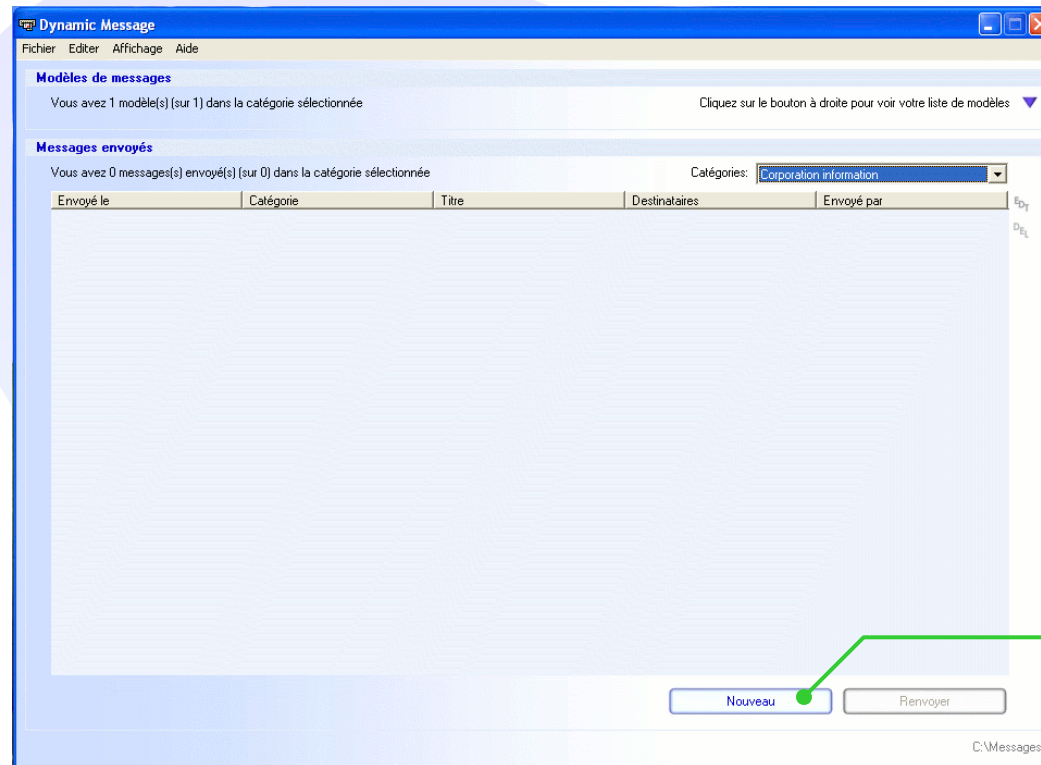 Dynamic Message
Fichier Editer Affichage Aide
Modèles de messages
Vous avez 1 modèle(s) (sur 1) dans la catégorie sélectionnée Cliquez sur le bouton à droite pour voir votre liste de modèles
Messages envoyés
Vous avez 0 messages(s) envoyé(s) (sur 0) dans la catégorie sélectionnée Catégories: Corporation information
Envoyé le Catégorie Titre Destinataires Envoyé par
EDT
DEL
Nouveau Renvoyer
C:\Messages